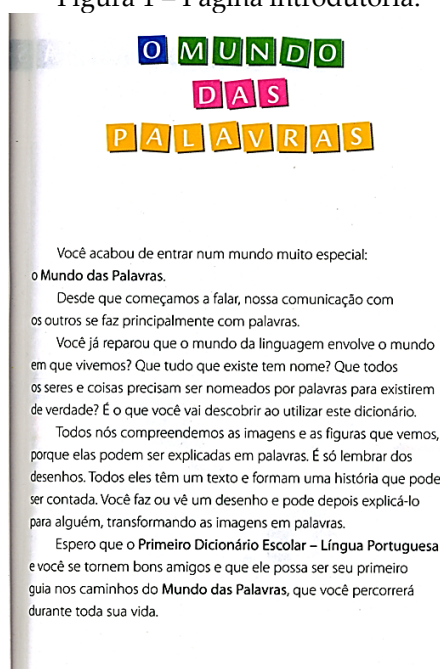 Figura 1 – Página introdutória.
O MUNDO
DAS
PALAVRAS
Você acabou de entrar num mundo muito especial:
o Mundo das Palavras.
Desde que começamos a falar, nossa comunicação com
os outros se faz principalmente com palavras.
Você já reparou que o mundo da linguagem envolve o mundo
em que vivemos? Que tudo que existe tem nome? Que todos
os seres e coisas precisam ser nomeados por palavras para existirem
de verdade? É o que você vai descobrir ao utilizar este dicionário.
Todos nós compreendemos as imagens e as figuras que vemos,
porque elas podem ser explicadas em palavras. É só lembrar dos
desenhos. Todos eles têm um texto e formam uma história que pode
ser contada. Você faz ou vê um desenho e pode depois explicá-lo
para alguém, transformando as imagens em palavras.
Espero que o Primeiro Dicionário Escolar – Língua Portuguesa
e você se tornem bons amigos e que ele possa ser seu primeiro
guia nos caminhos do Mundo das Palavras, que você percorrerá
durante toda sua vida.